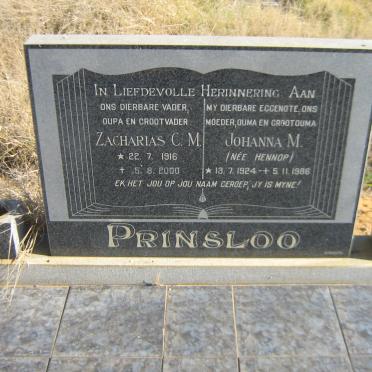 In Liefdevolle Herinnering Aan
ons dierbare vader,
oupa en grootvader
Zacharias C. M.
* 22. 7. 1916
+ 5. 8. 2000
my dierbare eggenote, ons
moeder, ouma en grootouma
Johanna M.
(née Hennop)
* 13. 7. 1924 - + 5. 11. 1986
ek het jou op jou naam geroep, jy is myne!
Prinsloo